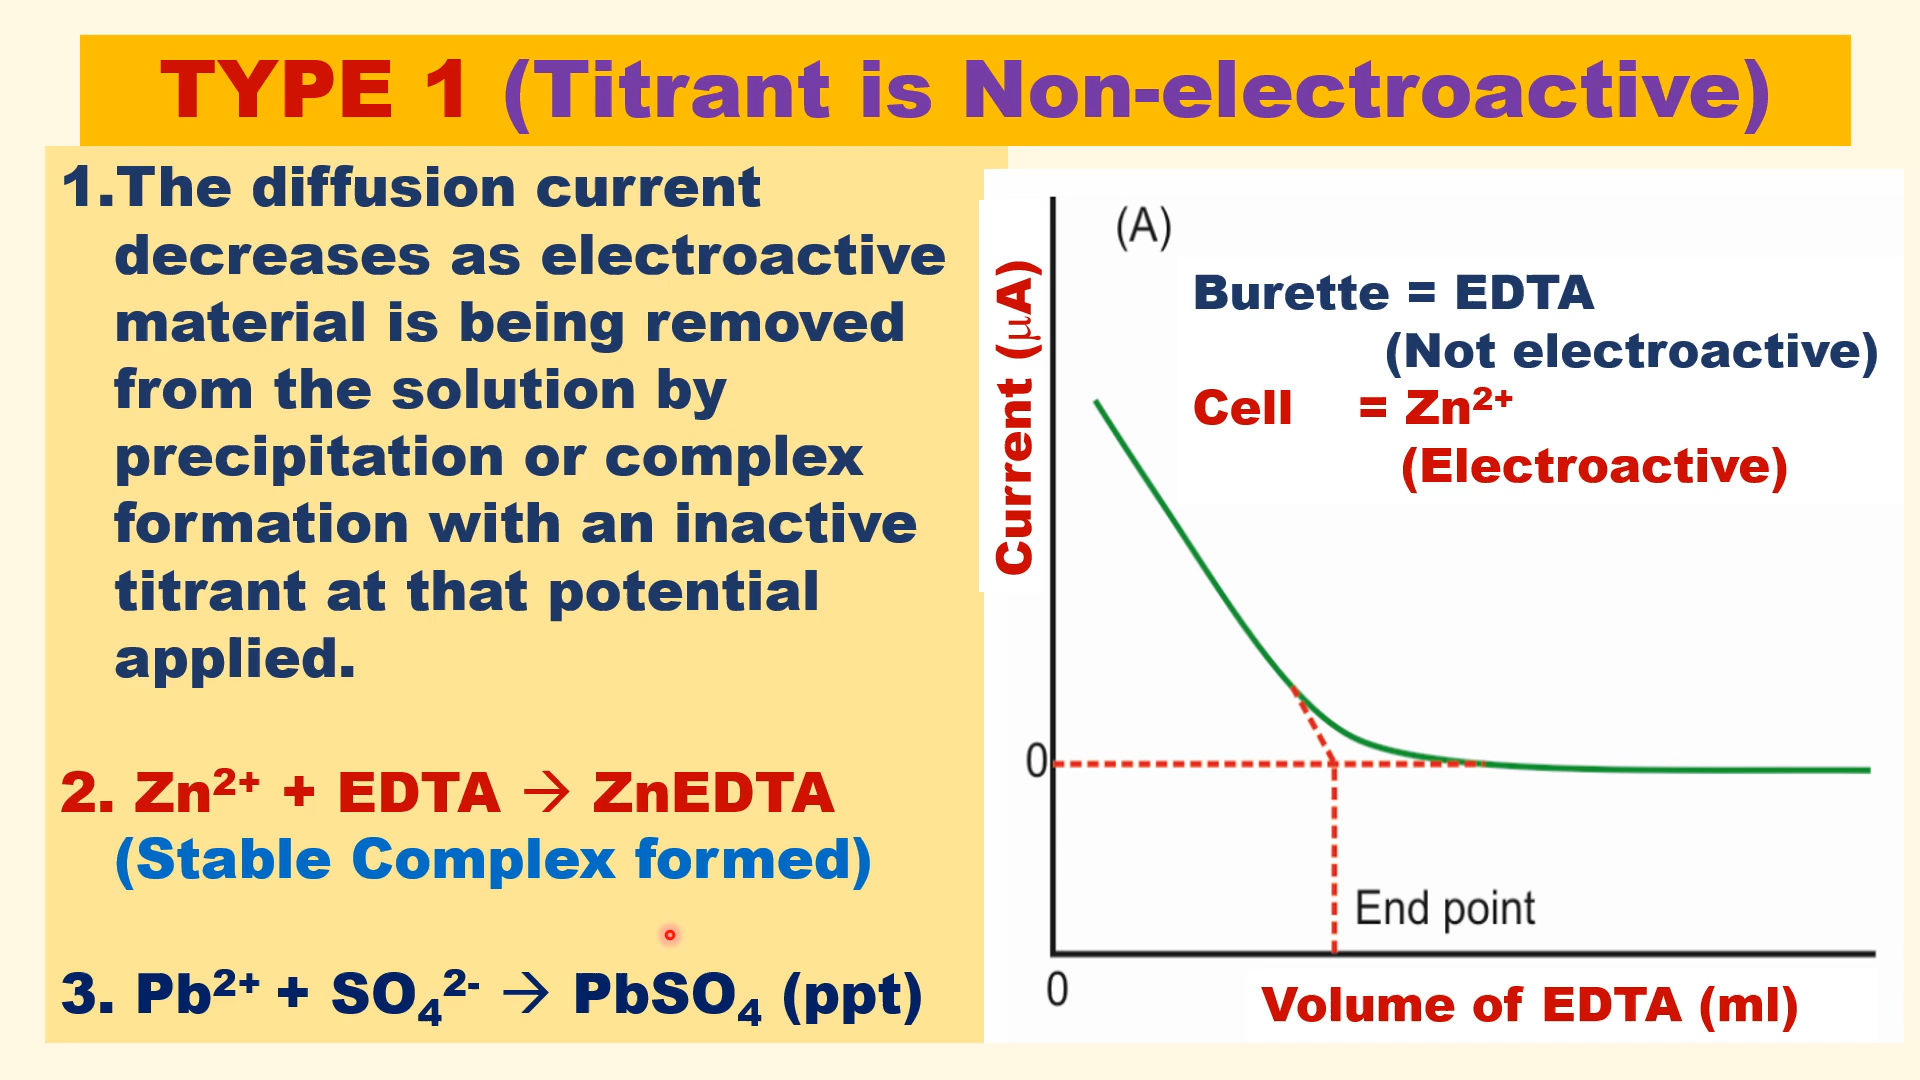 TYPE 1 (Titrant is Non-electroactive)
1.The diffusion current
decreases as electroactive
material is being removed
from the solution by
precipitation or complex
formation with an inactive
titrant at that potential
applied.
2. Zn²⁺ + EDTA → ZnEDTA
(Stable Complex formed)
3. Pb²⁺ + SO₄²⁻ → PbSO₄ (ppt)
(A)
Burette = EDTA
(Not electroactive)
Cell = Zn²⁺
(Electroactive)
Current (μA)
0
End point
0
Volume of EDTA (ml)